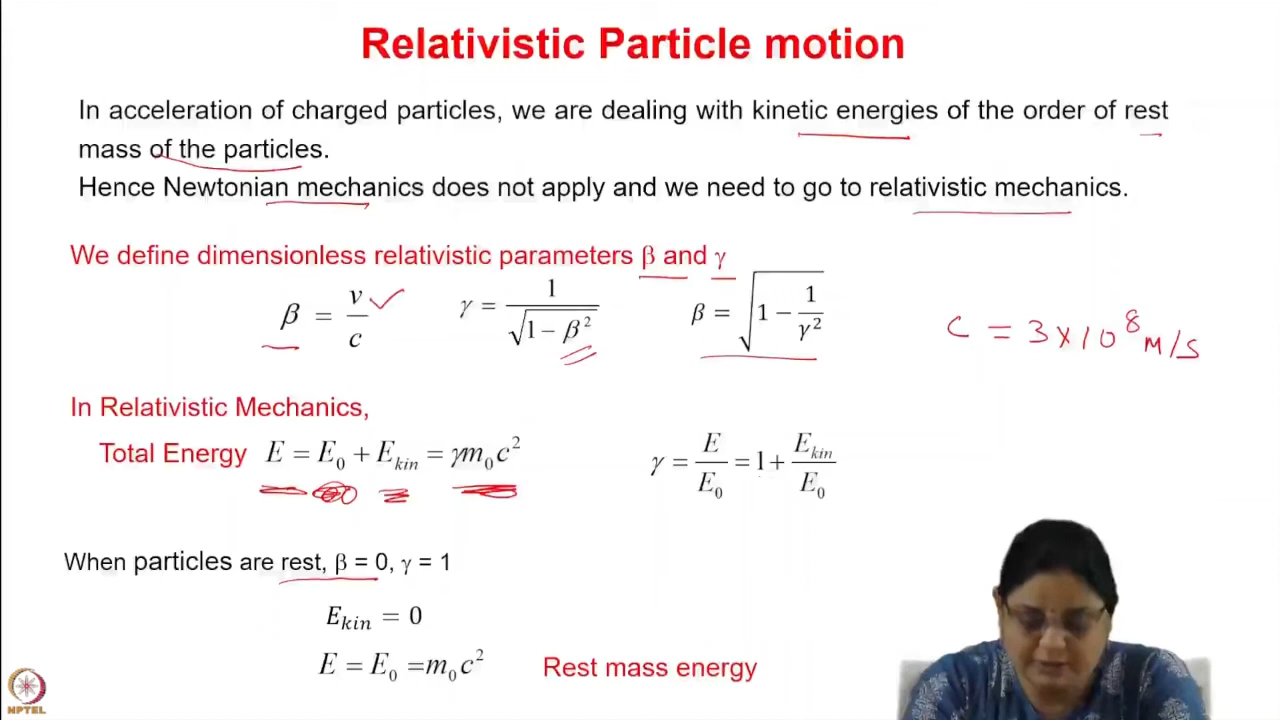 Relativistic Particle motion
In acceleration of charged particles, we are dealing with kinetic energies of the order of rest
mass of the particles.
Hence Newtonian mechanics does not apply and we need to go to relativistic mechanics.
We define dimensionless relativistic parameters β and γ
β = v/c γ = 1/√(1 − β²) β = √(1 − 1/γ²)
C = 3 × 10⁸ m/s
In Relativistic Mechanics,
Total Energy E = E₀ + Eₖᵢₙ = γm₀c² γ = E/E₀ = 1 + Eₖᵢₙ/E₀
When particles are rest, β = 0, γ = 1
Eₖᵢₙ = 0
E = E₀ = m₀c² Rest mass energy
NPTEL